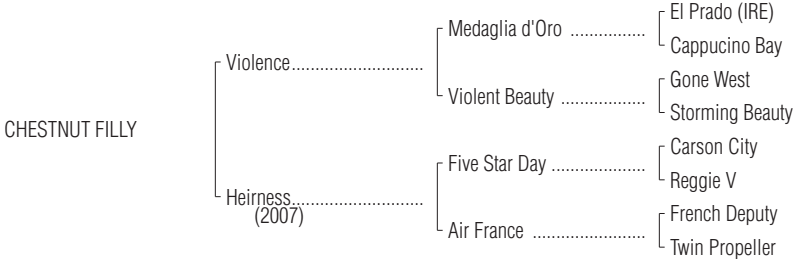 El Prado (IRE)
Medaglia d'Oro ................
Cappucino Bay
Violence............................
Gone West
Violent Beauty ..................
Storming Beauty
CHESTNUT FILLY
Carson City
Five Star Day ....................
Reggie V
Heirness............................
(2007)
French Deputy
Air France ........................
Twin Propeller